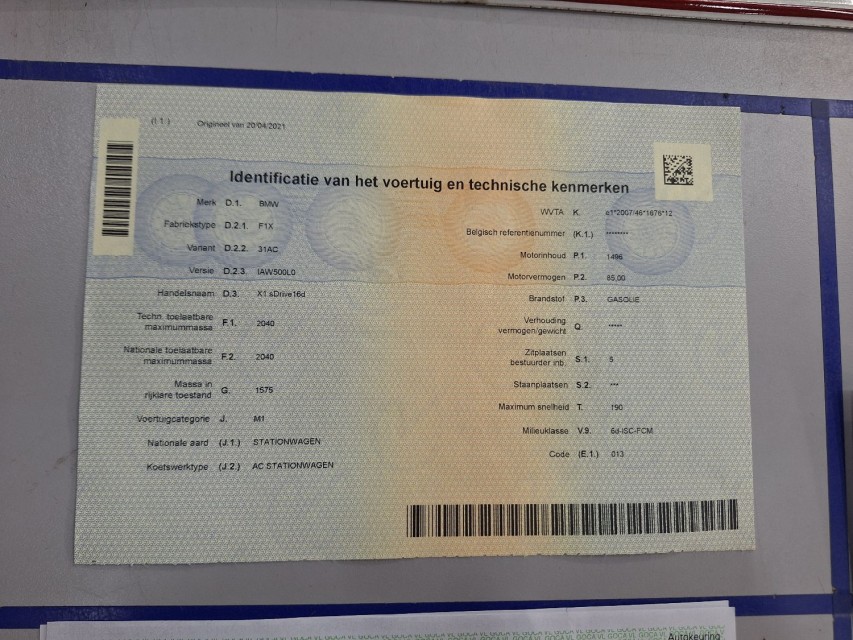 (I 1) Origineel van 20/04/2021
Identificatie van het voertuig en technische kenmerken
Merk D.1. BMW
Fabriekstype D.2.1. F1X
Variant D.2.2. 31AC
Versie D.2.3. IAW500L0
Handelsnaam D.3. X1 sDrive16d
Techn. toelaatbare
maximummassa F.1. 2040
Nationale toelaatbare
maximummassa F.2. 2040
Massa in
rijklare toestand G. 1575
Voertuigcategorie J. M1
Nationale aard (J.1.) STATIONWAGEN
Koetswerktype (J.2.) AC STATIONWAGEN
WVTA K. e1*2007/46*1676*12
Belgisch referentienummer (K.1.) ********
Motorinhoud P.1. 1496
Motorvermogen P.2. 85,00
Brandstof P.3. GASOLIE
Verhouding
vermogen/gewicht Q. *****
Zitplaatsen
bestuurder inb. S.1. 5
Staanplaatsen S.2. ***
Maximum snelheid T. 190
Milieuklasse V.9. 6d-ISC-FCM
Code (E.1.) 013
Autokeuring